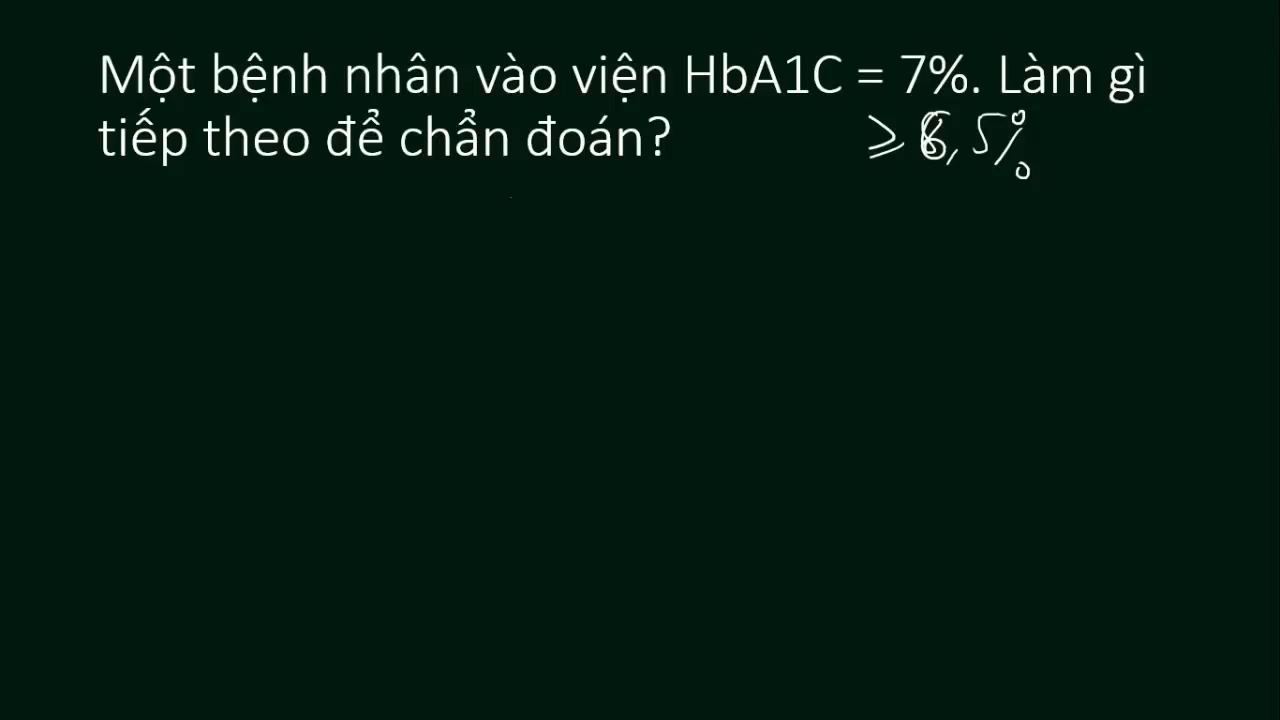 Một bệnh nhân vào viện HbA1C = 7%. Làm gì
tiếp theo để chẩn đoán?
≥ 6,5%